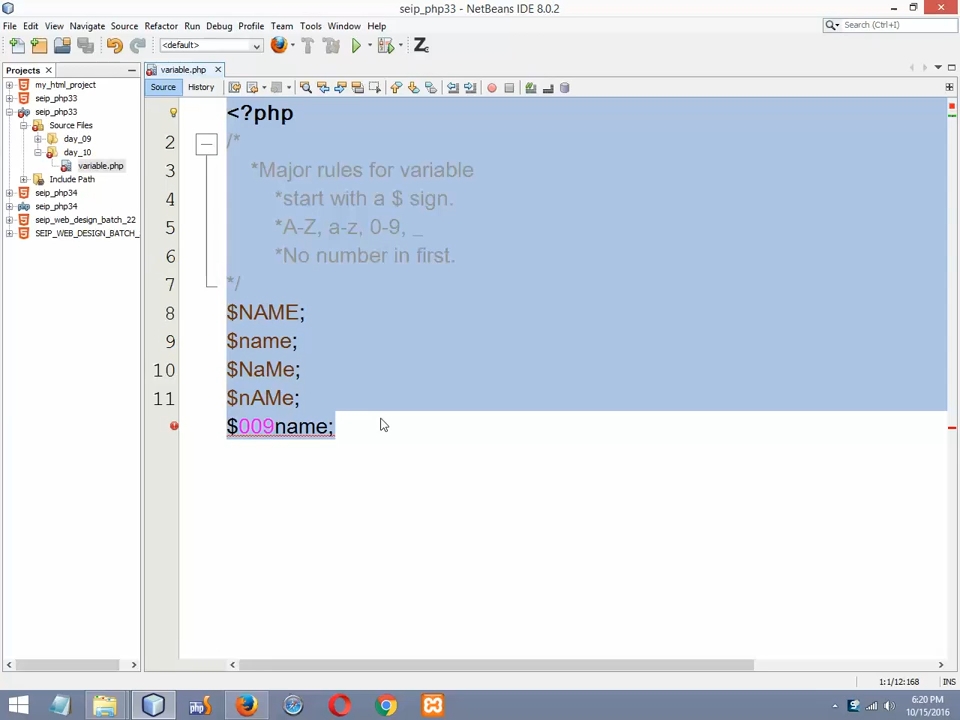 seip_php33 - NetBeans IDE 8.0.2
File Edit View Navigate Source Refactor Run Debug Profile Team Tools Window Help
Search (Ctrl+I)
<default>
Projects
variable.php
Source History
my_html_project
seip_php33
seip_php33
Source Files
day_09
day_10
variable.php
Include Path
seip_php34
seip_php34
seip_web_design_batch_22
SEIP_WEB_DESIGN_BATCH_
<?php
2 /*
3 *Major rules for variable
4 *start with a $ sign.
5 *A-Z, a-z, 0-9, _
6 *No number in first.
7 */
8 $NAME;
9 $name;
10 $NaMe;
11 $nAMe;
$009name;
1:1/12:168 INS
php
6:20 PM
10/15/2016